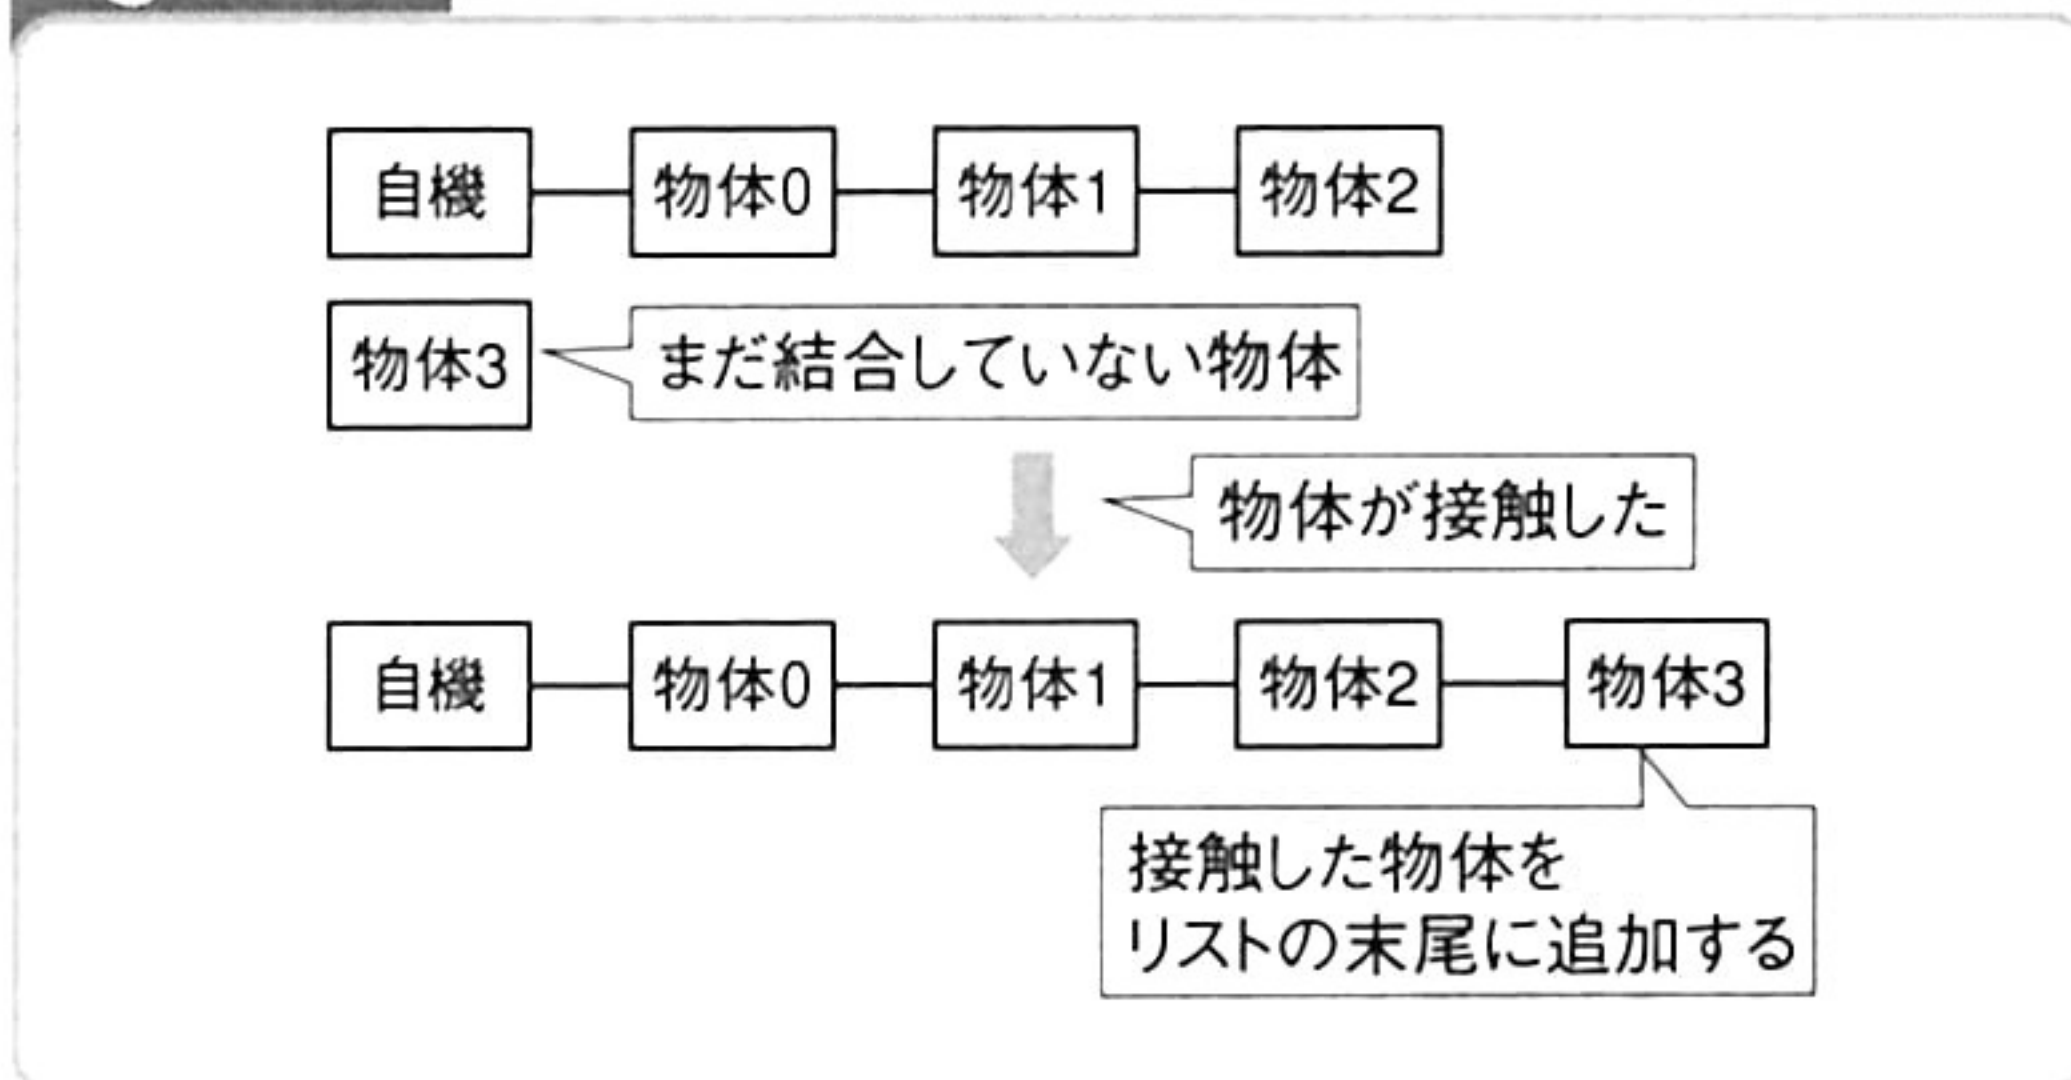 自機
物体0
物体1
物体2
物体3
まだ結合していない物体
物体が接触した
自機
物体0
物体1
物体2
物体3
接触した物体を
リストの末尾に追加する